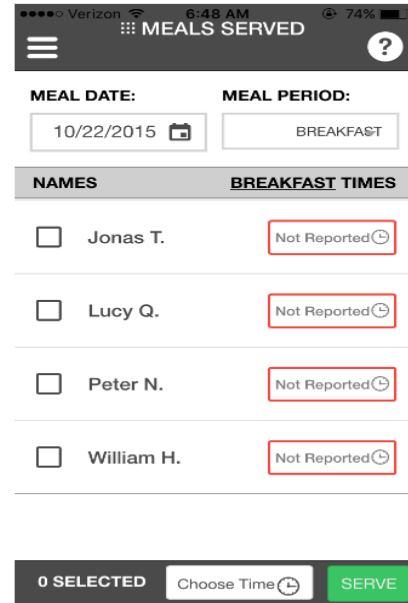 Verizon 6:48 AM 74%
MEALS SERVED
?
MEAL DATE: MEAL PERIOD:
10/22/2015 BREAKFAST
NAMES BREAKFAST TIMES
Jonas T. Not Reported
Lucy Q. Not Reported
Peter N. Not Reported
William H. Not Reported
0 SELECTED Choose Time SERVE